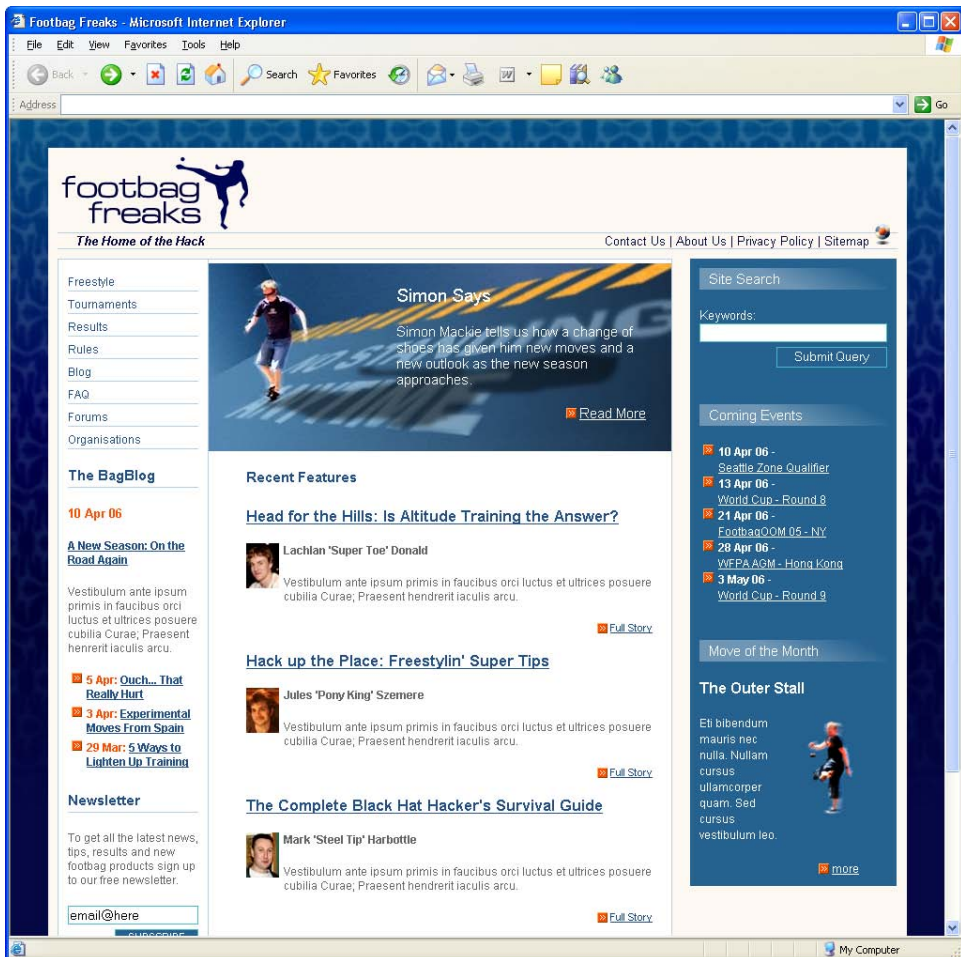 Footbag Freaks - Microsoft Internet Explorer
File Edit View Favorites Tools Help
Back Search Favorites
Address Go
footbag
freaks
The Home of the Hack
Contact Us | About Us | Privacy Policy | Sitemap
Freestyle
Tournaments
Results
Rules
Blog
FAQ
Forums
Organisations
The BagBlog
10 Apr 06
A New Season: On the
Road Again
Vestibulum ante ipsum
primis in faucibus orci
luctus et ultrices posuere
cubilia Curae; Praesent
henrerit iaculis arcu.
5 Apr: Ouch... That
Really Hurt
3 Apr: Experimental
Moves From Spain
29 Mar: 5 Ways to
Lighten Up Training
Newsletter
To get all the latest news,
tips, results and new
footbag products sign up
to our free newsletter.
email@here
SUBSCRIBE
Simon Says
Simon Mackie tells us how a change of
shoes has given him new moves and a
new outlook as the new season
approaches.
Read More
Recent Features
Head for the Hills: Is Altitude Training the Answer?
Lachlan 'Super Toe' Donald
Vestibulum ante ipsum primis in faucibus orci luctus et ultrices posuere
cubilia Curae; Praesent hendrerit iaculis arcu.
Full Story
Hack up the Place: Freestylin' Super Tips
Jules 'Pony King' Szemere
Vestibulum ante ipsum primis in faucibus orci luctus et ultrices posuere
cubilia Curae; Praesent hendrerit iaculis arcu.
Full Story
The Complete Black Hat Hacker's Survival Guide
Mark 'Steel Tip' Harbottle
Vestibulum ante ipsum primis in faucibus orci luctus et ultrices posuere
cubilia Curae; Praesent hendrerit iaculis arcu.
Full Story
Site Search
Keywords:
Submit Query
Coming Events
10 Apr 06 -
Seattle Zone Qualifier
13 Apr 06 -
World Cup - Round 8
21 Apr 06 -
FootbagOOM 05 - NY
28 Apr 06 -
WFPA AGM - Hong Kong
3 May 06 -
World Cup - Round 9
Move of the Month
The Outer Stall
Eti bibendum
mauris nec
nulla. Nullam
cursus
ullamcorper
quam. Sed
cursus
vestibulum leo.
more
My Computer